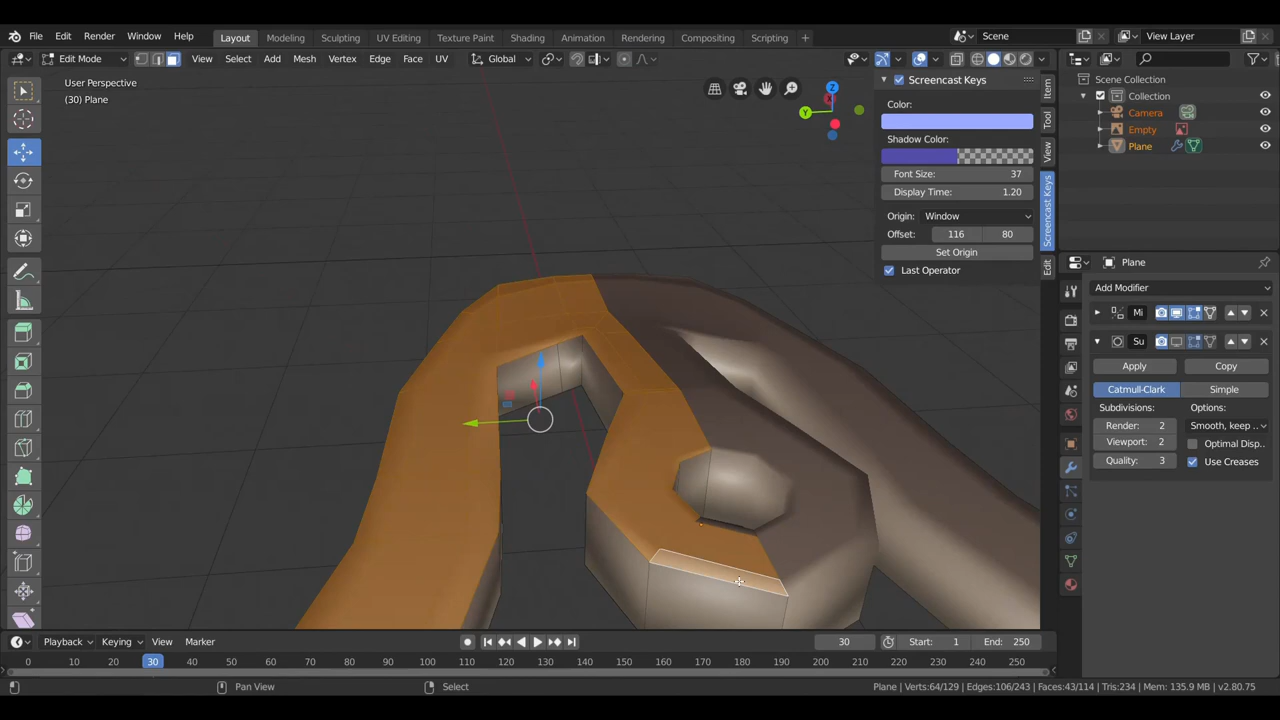 File Edit Render Window Help Layout Modeling Sculpting UV Editing Texture Paint Shading Animation Rendering Compositing Scripting + Scene View Layer
Edit Mode View Select Add Mesh Vertex Edge Face UV Global
User Perspective
(30) Plane
Z
Y
Screencast Keys
Color:
Shadow Color:
Font Size: 37
Display Time: 1.20
Origin: Window
Offset: 116 80
Set Origin
Last Operator
Item
Tool
View
Screencast Keys
Edit
Scene Collection
Collection
Camera
Empty
Plane
Plane
Add Modifier
Mi
Su
Apply Copy
Catmull-Clark Simple
Subdivisions: Options:
Render: 2 Smooth, keep ..
Viewport: 2 Optimal Disp..
Quality: 3 Use Creases
Playback Keying View Marker 30 Start: 1 End: 250
0 10 20 30 40 50 60 70 80 90 100 110 120 130 140 150 160 170 180 190 200 210 220 230 240 250
Pan View Select Plane | Verts:64/129 | Edges:106/243 | Faces:43/114 | Tris:234 | Mem: 135.9 MB | v2.80.75